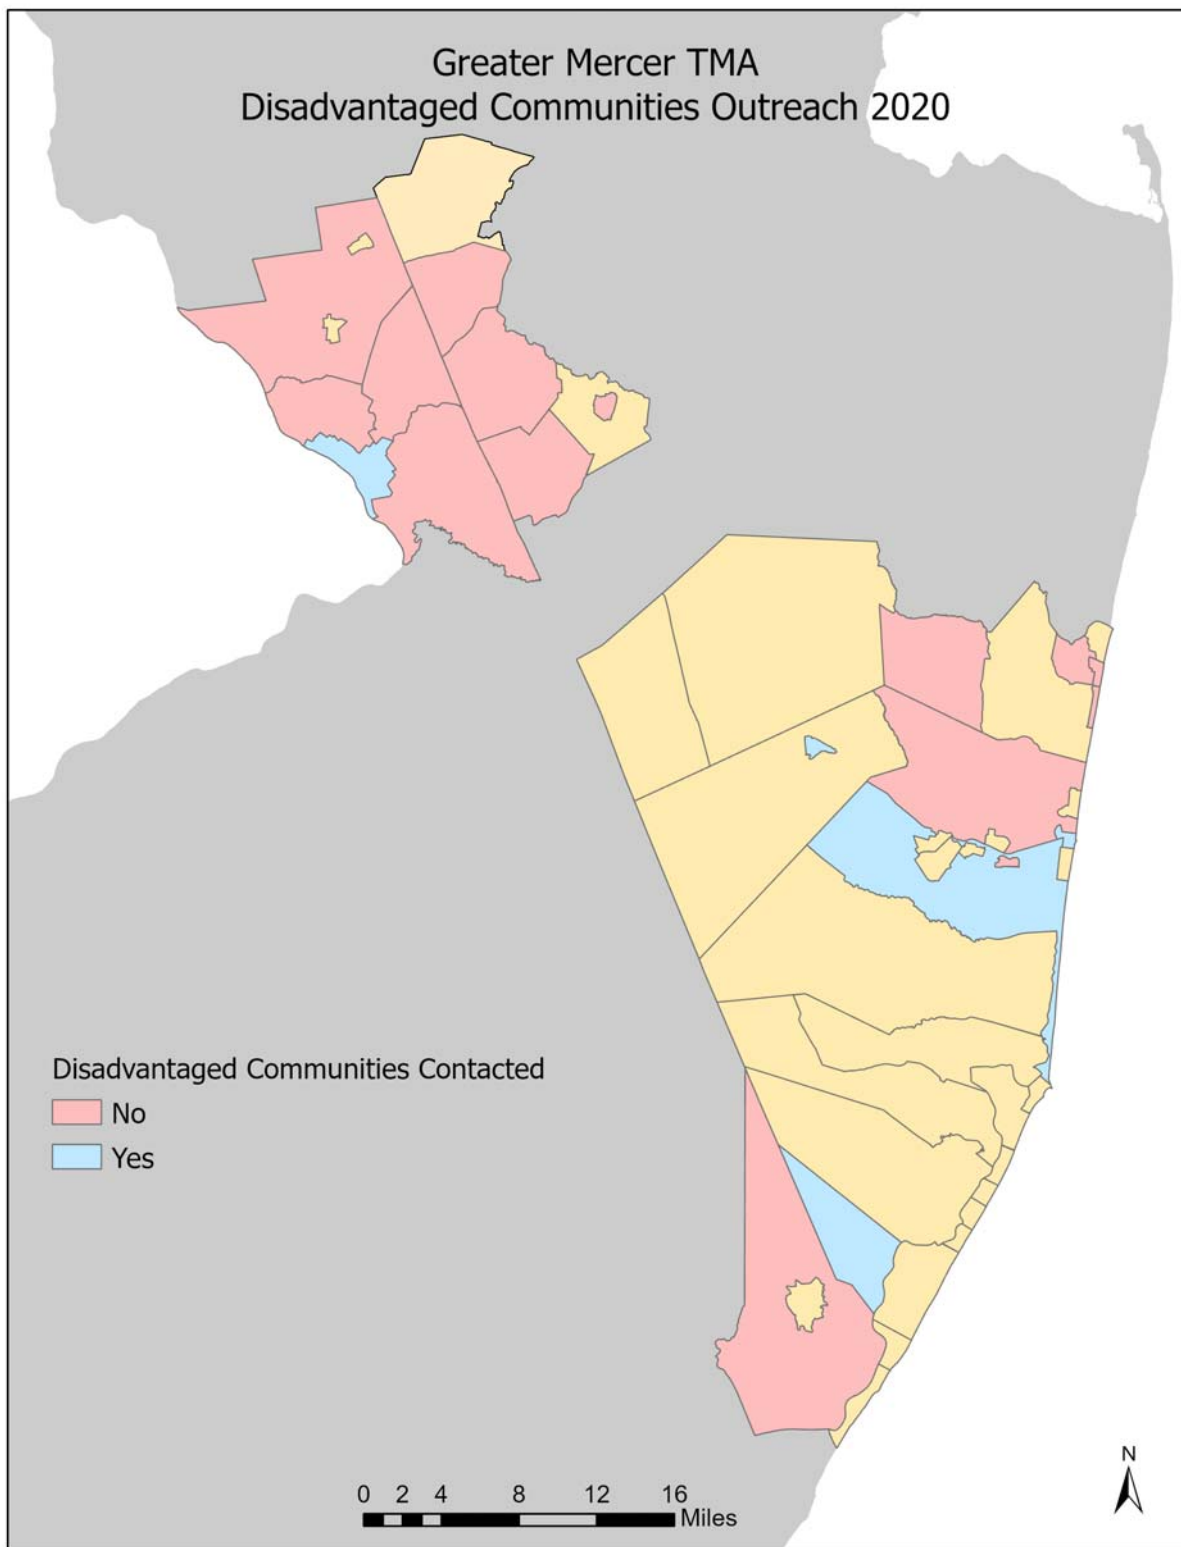 Greater Mercer TMA
Disadvantaged Communities Outreach 2020
Disadvantaged Communities Contacted
No
Yes
0 2 4 8 12 16
Miles
N